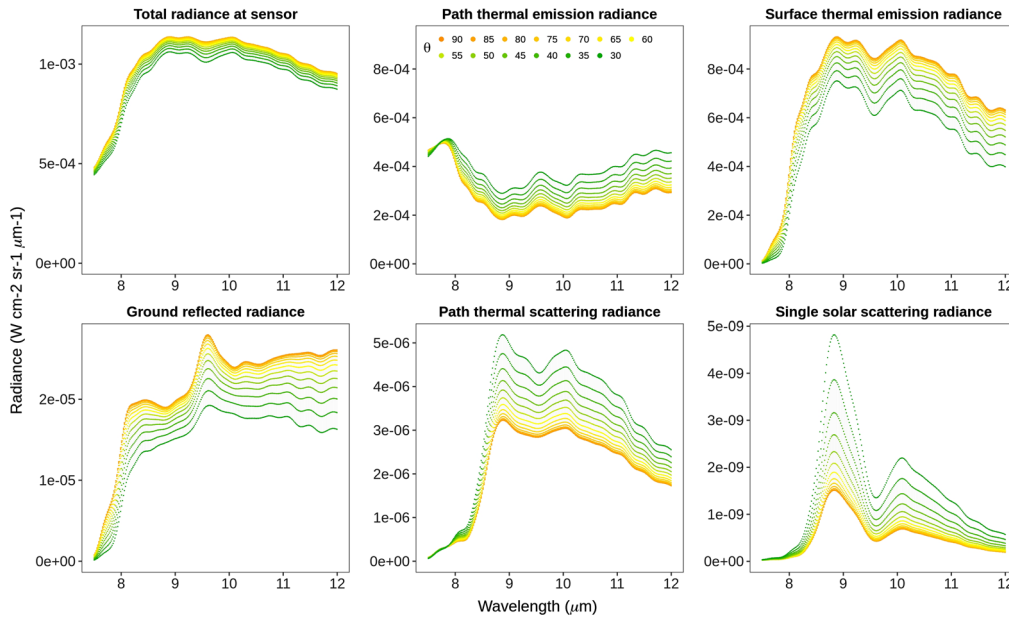 Total radiance at sensor
Path thermal emission radiance
Surface thermal emission radiance
θ 90 85 80 75 70 65 60
55 50 45 40 35 30
1e−03
5e−04
0e+00
8e−04
6e−04
4e−04
2e−04
0e+00
8e−04
6e−04
4e−04
2e−04
0e+00
8 9 10 11 12
8 9 10 11 12
8 9 10 11 12
Radiance (W cm-2 sr-1 μm-1)
Ground reflected radiance
Path thermal scattering radiance
Single solar scattering radiance
2e−05
1e−05
0e+00
5e−06
4e−06
3e−06
2e−06
1e−06
0e+00
5e−09
4e−09
3e−09
2e−09
1e−09
0e+00
8 9 10 11 12
8 9 10 11 12
8 9 10 11 12
Wavelength (μm)